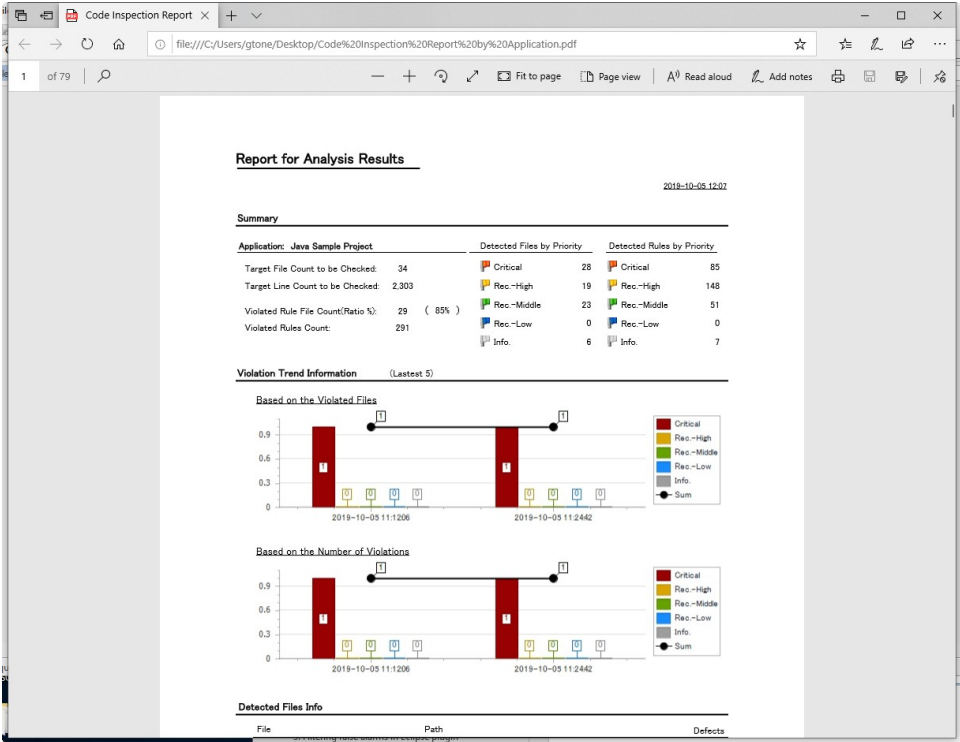 Code Inspection Report
file:///C:/Users/gtone/Desktop/Code%20Inspection%20Report%20by%20Application.pdf
1 of 79
Fit to page
Page view
Read aloud
Add notes
Report for Analysis Results
2019-10-05 12:07
Summary
Application: Java Sample Project
Detected Files by Priority
Detected Rules by Priority
Target File Count to be Checked: 34
Critical 28
Critical 85
Target Line Count to be Checked: 2,303
Rec.-High 19
Rec.-High 148
Violated Rule File Count(Ratio %): 29 ( 85% )
Rec.-Middle 23
Rec.-Middle 51
Violated Rules Count: 291
Rec.-Low 0
Rec.-Low 0
Info. 6
Info. 7
Violation Trend Information (Lastest 5)
Based on the Violated Files
1 1
0.9
0.6
0.3
0
1 0 0 0 0
1 0 0 0 0
2019-10-05 11:1206
2019-10-05 11:2442
Critical
Rec.-High
Rec.-Middle
Rec.-Low
Info.
Sum
Based on the Number of Violations
1 1
0.9
0.6
0.3
0
1 0 0 0 0
1 0 0 0 0
2019-10-05 11:1206
2019-10-05 11:2442
Critical
Rec.-High
Rec.-Middle
Rec.-Low
Info.
Sum
Detected Files Info
File Path Defects